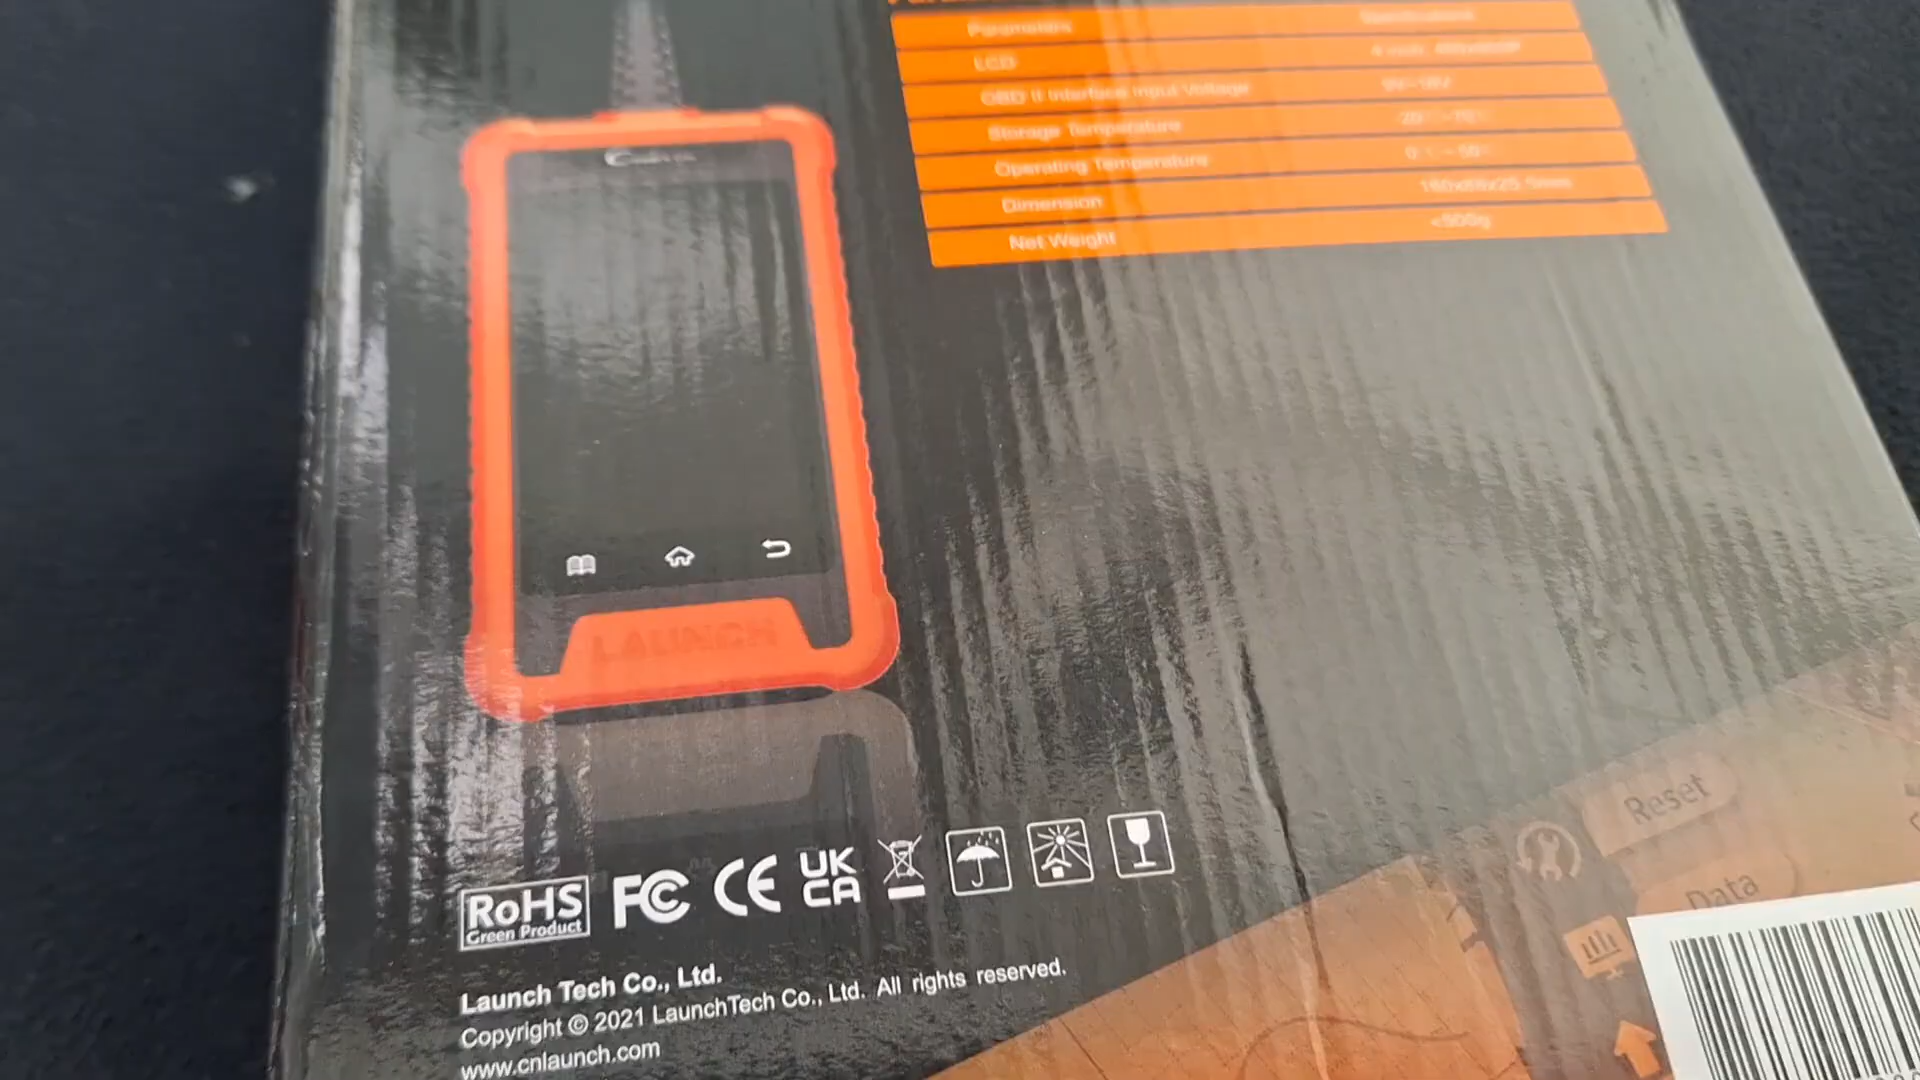 Parameters
LCD
OBD II Interface Input Voltage
Storage Temperature
Operating Temperature
Dimension
Net Weight <500g
LAUNCH
RoHS
Green Product
FC CE UK
CA
Launch Tech Co., Ltd.
Copyright © 2021 LaunchTech Co., Ltd. All rights reserved.
www.cnlaunch.com
Reset
Data